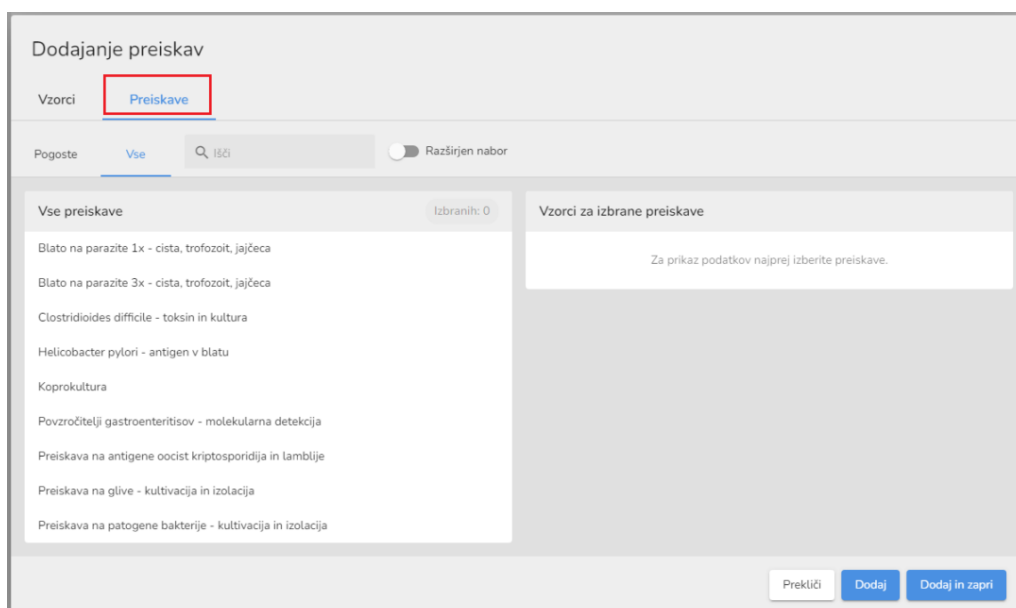 Dodajanje preiskav
Vzorci Preiskave
Pogoste Vse Išči Razširjen nabor
Vse preiskave Izbranih: 0
Blato na parazite 1x - cista, trofozoit, jajčeca
Blato na parazite 3x - cista, trofozoit, jajčeca
Clostridioides difficile - toksin in kultura
Helicobacter pylori - antigen v blatu
Koprokultura
Povzročitelji gastroenteritisov - molekularna detekcija
Preiskava na antigene oocist kriptosporidija in lamblije
Preiskava na glive - kultivacija in izolacija
Preiskava na patogene bakterije - kultivacija in izolacija
Vzorci za izbrane preiskave
Za prikaz podatkov najprej izberite preiskave.
Prekliči Dodaj Dodaj in zapri